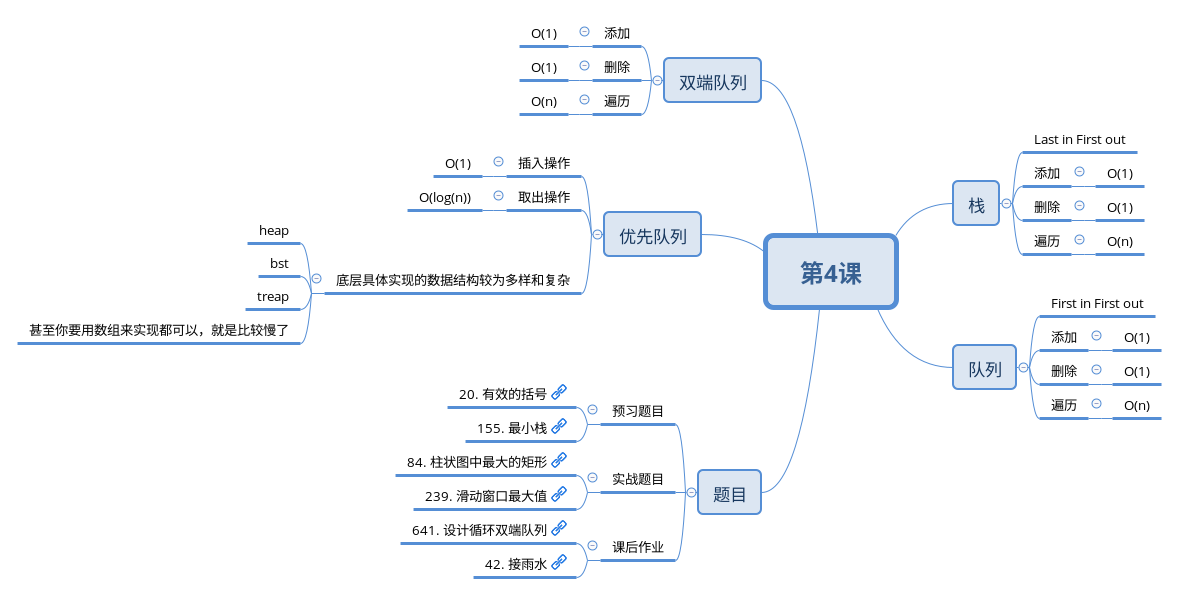 第4课
栈
Last in First out
添加 O(1)
删除 O(1)
遍历 O(n)
队列
First in First out
添加 O(1)
删除 O(1)
遍历 O(n)
双端队列
O(1) 添加
O(1) 删除
O(n) 遍历
优先队列
O(1) 插入操作
O(log(n)) 取出操作
底层具体实现的数据结构较为多样和复杂
heap
bst
treap
甚至你要用数组来实现都可以，就是比较慢了
题目
预习题目
20. 有效的括号
155. 最小栈
实战题目
84. 柱状图中最大的矩形
239. 滑动窗口最大值
课后作业
641. 设计循环双端队列
42. 接雨水